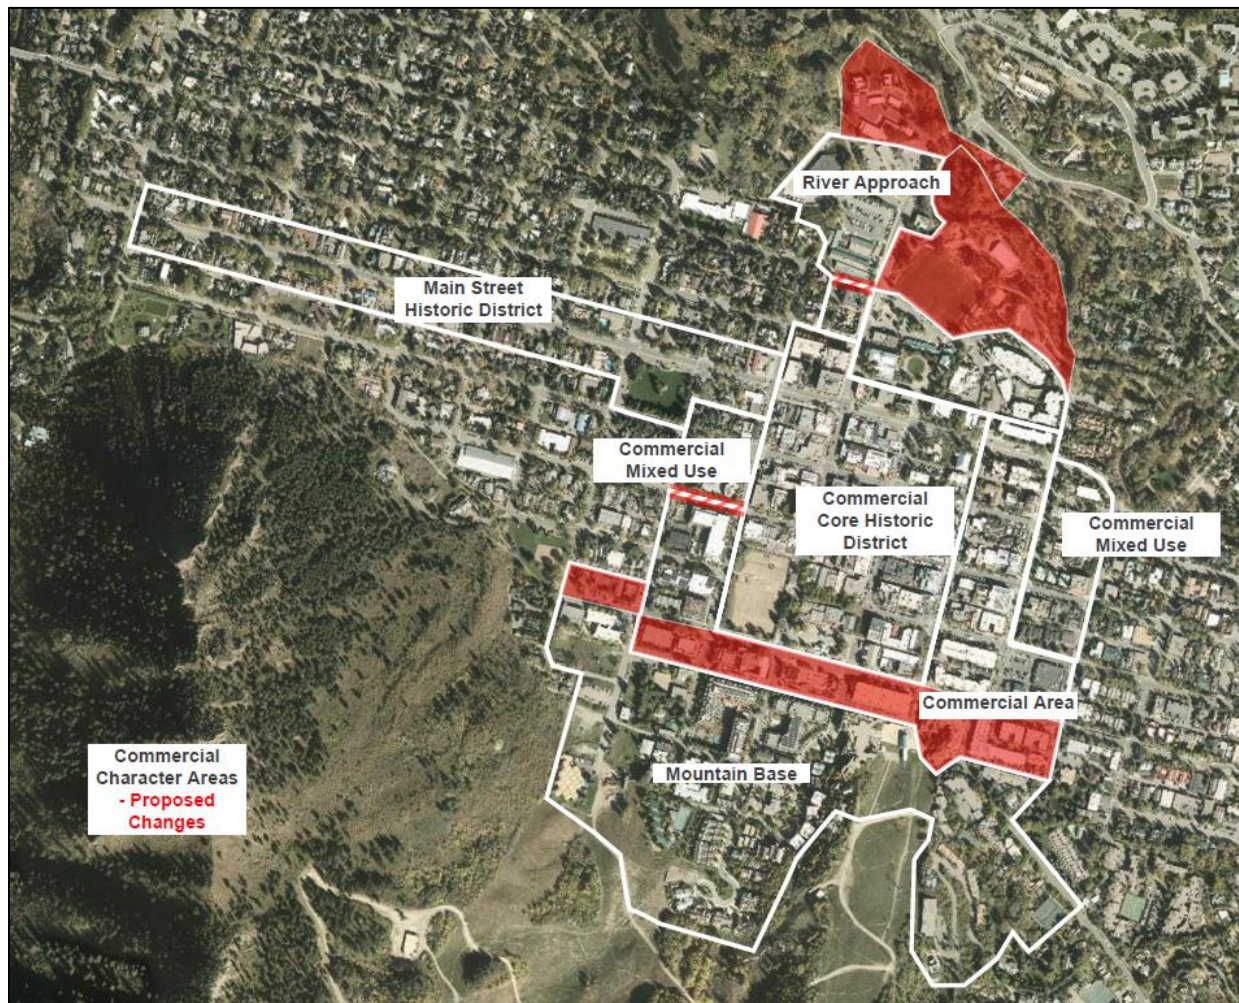 River Approach
Main Street
Historic District
Commercial
Mixed Use
Commercial
Core Historic
District
Commercial
Mixed Use
Commercial Area
Mountain Base
Commercial
Character Areas
- Proposed
Changes